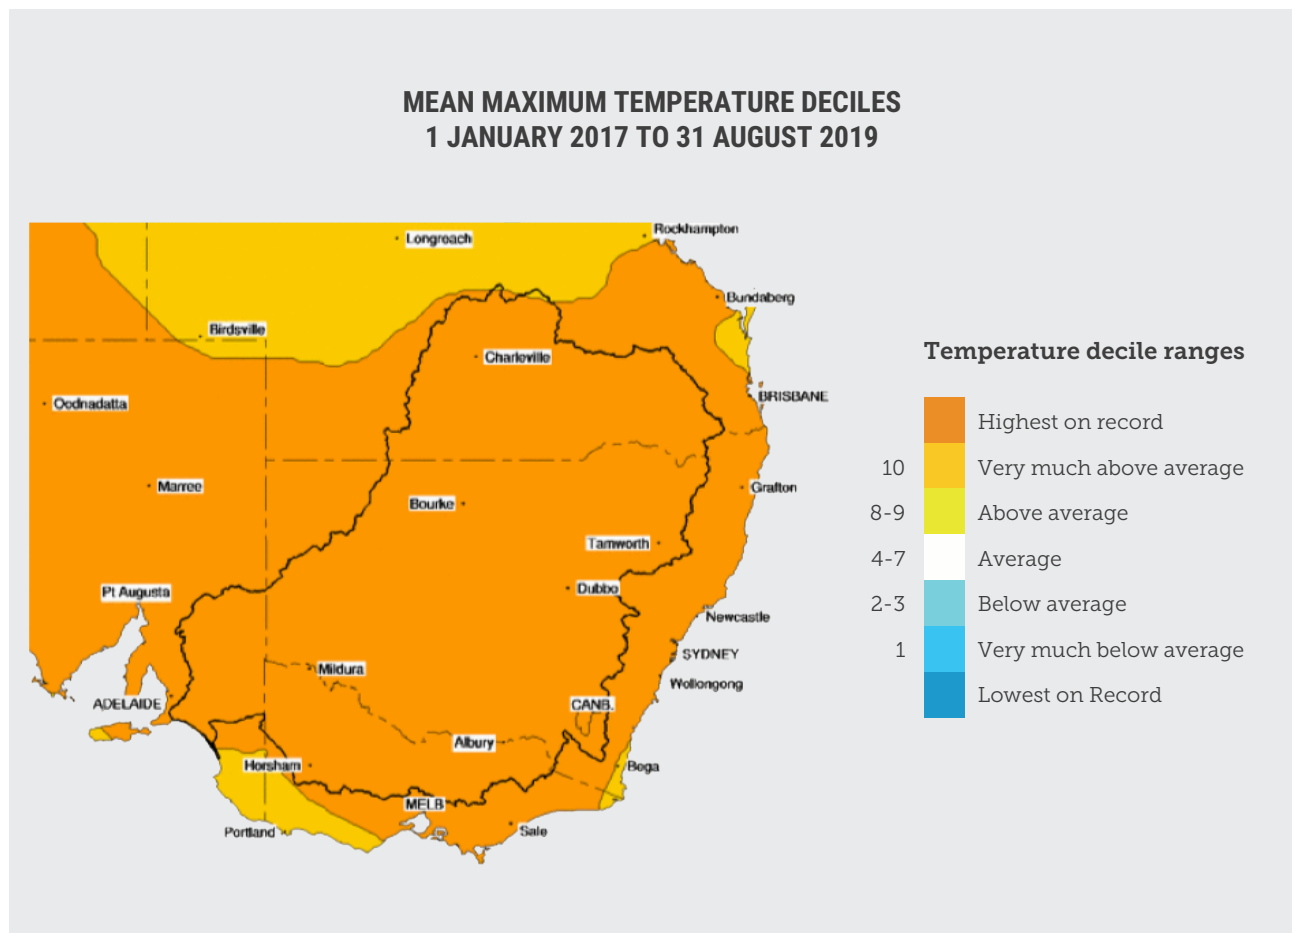 MEAN MAXIMUM TEMPERATURE DECILES
1 JANUARY 2017 TO 31 AUGUST 2019
Rockhampton
Longreach
Bundaberg
Birdsville
Charleville
BRISBANE
Oodnadatta
Marree
Grafton
Bourke
Tamworth
Dubbo
Pt Augusta
Newcastle
SYDNEY
Mildura
Wollongong
ADELAIDE
CANB.
Albury
Horsham
Bega
MELB
Portland
Sale
Temperature decile ranges
Highest on record
10 Very much above average
8-9 Above average
4-7 Average
2-3 Below average
1 Very much below average
Lowest on Record